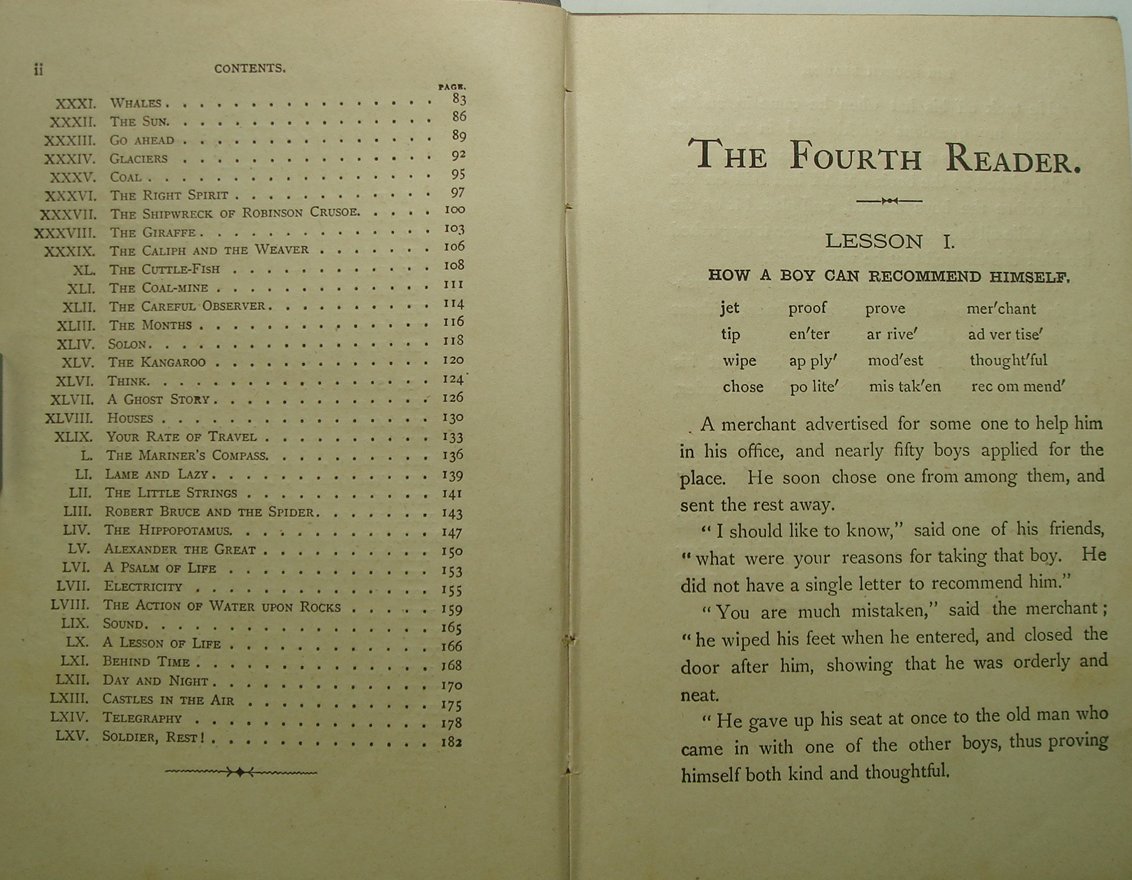 ii CONTENTS.
PAGE.
XXXI. WHALES . . . . . . . . . . . . . . . . 83
XXXII. THE SUN. . . . . . . . . . . . . . . . 86
XXXIII. GO AHEAD . . . . . . . . . . . . . . . 89
XXXIV. GLACIERS . . . . . . . . . . . . . . . 92
XXXV. COAL . . . . . . . . . . . . . . . . . 95
XXXVI. THE RIGHT SPIRIT . . . . . . . . . . . . 97
XXXVII. THE SHIPWRECK OF ROBINSON CRUSOE. . . . . 100
XXXVIII. THE GIRAFFE . . . . . . . . . . . . . . 103
XXXIX. THE CALIPH AND THE WEAVER . . . . . . . 106
XL. THE CUTTLE-FISH . . . . . . . . . . . . 108
XLI. THE COAL-MINE . . . . . . . . . . . . . 111
XLII. THE CAREFUL OBSERVER . . . . . . . . . . 114
XLIII. THE MONTHS . . . . . . . . . . . . . . 116
XLIV. SOLON . . . . . . . . . . . . . . . . . 118
XLV. THE KANGAROO . . . . . . . . . . . . . 120
XLVI. THINK. . . . . . . . . . . . . . . . . 124
XLVII. A GHOST STORY . . . . . . . . . . . . . 126
XLVIII. HOUSES . . . . . . . . . . . . . . . . 130
XLIX. YOUR RATE OF TRAVEL . . . . . . . . . . 133
L. THE MARINER'S COMPASS. . . . . . . . . . 136
LI. LAME AND LAZY . . . . . . . . . . . . . 139
LII. THE LITTLE STRINGS . . . . . . . . . . . 141
LIII. ROBERT BRUCE AND THE SPIDER . . . . . . . 143
LIV. THE HIPPOPOTAMUS. . . . . . . . . . . . 147
LV. ALEXANDER THE GREAT . . . . . . . . . . 150
LVI. A PSALM OF LIFE . . . . . . . . . . . . 153
LVII. ELECTRICITY . . . . . . . . . . . . . . 155
LVIII. THE ACTION OF WATER UPON ROCKS . . . . . 159
LIX. SOUND. . . . . . . . . . . . . . . . . 165
LX. A LESSON OF LIFE . . . . . . . . . . . . 166
LXI. BEHIND TIME . . . . . . . . . . . . . . 168
LXII. DAY AND NIGHT . . . . . . . . . . . . . 170
LXIII. CASTLES IN THE AIR . . . . . . . . . . . 175
LXIV. TELEGRAPHY . . . . . . . . . . . . . . 178
LXV. SOLDIER, REST! . . . . . . . . . . . . . 182
THE FOURTH READER.
LESSON I.
HOW A BOY CAN RECOMMEND HIMSELF.
jet proof prove mer'chant
tip en'ter ar rive' ad ver tise'
wipe ap ply' mod'est thought'ful
chose po lite' mis tak'en rec om mend'
A merchant advertised for some one to help him
in his office, and nearly fifty boys applied for the
place. He soon chose one from among them, and
sent the rest away.
“I should like to know,” said one of his friends,
“what were your reasons for taking that boy. He
did not have a single letter to recommend him.”
“You are much mistaken,” said the merchant;
“he wiped his feet when he entered, and closed the
door after him, showing that he was orderly and
neat.
“He gave up his seat at once to the old man who
came in with one of the other boys, thus proving
himself both kind and thoughtful.